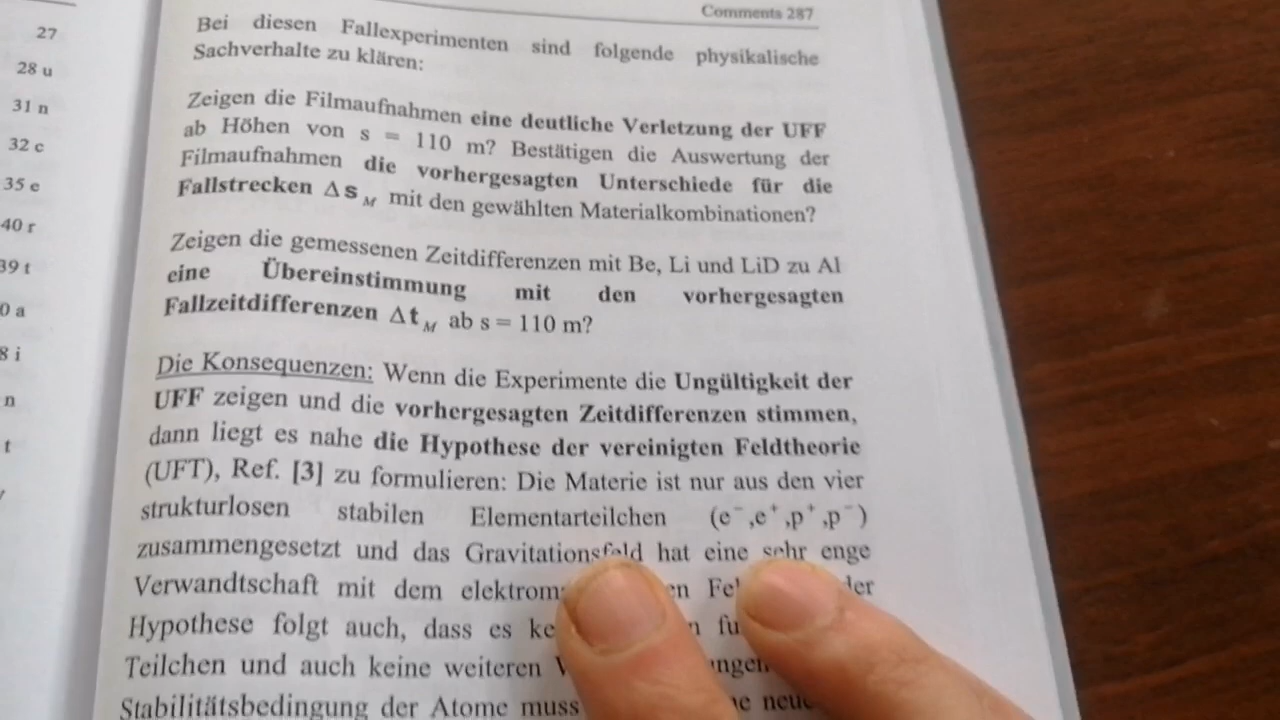 27
28 u
31 n
32 c
35 e
40 r
39 t
0 a
8 i
n
t
Comments 287
Bei diesen Fallexperimenten sind folgende physikalische
Sachverhalte zu klären:
Zeigen die Filmaufnahmen eine deutliche Verletzung der UFF
ab Höhen von s = 110 m? Bestätigen die Auswertung der
Filmaufnahmen die vorhergesagten Unterschiede für die
Fallstrecken Δs_M mit den gewählten Materialkombinationen?
Zeigen die gemessenen Zeitdifferenzen mit Be, Li und LiD zu Al
eine Übereinstimmung mit den vorhergesagten
Fallzeitdifferenzen Δt_M ab s = 110 m?
Die Konsequenzen: Wenn die Experimente die Ungültigkeit der
UFF zeigen und die vorhergesagten Zeitdifferenzen stimmen,
dann liegt es nahe die Hypothese der vereinigten Feldtheorie
(UFT), Ref. [3] zu formulieren: Die Materie ist nur aus den vier
strukturlosen stabilen Elementarteilchen (e⁻,e⁺,p⁺,p⁻)
zusammengesetzt und das Gravitationsfeld hat eine sehr enge
Verwandtschaft mit dem
Hypothese folgt auch, dass es
Teilchen und auch keine weiteren
Stabilitätsbedingung der Atome muss